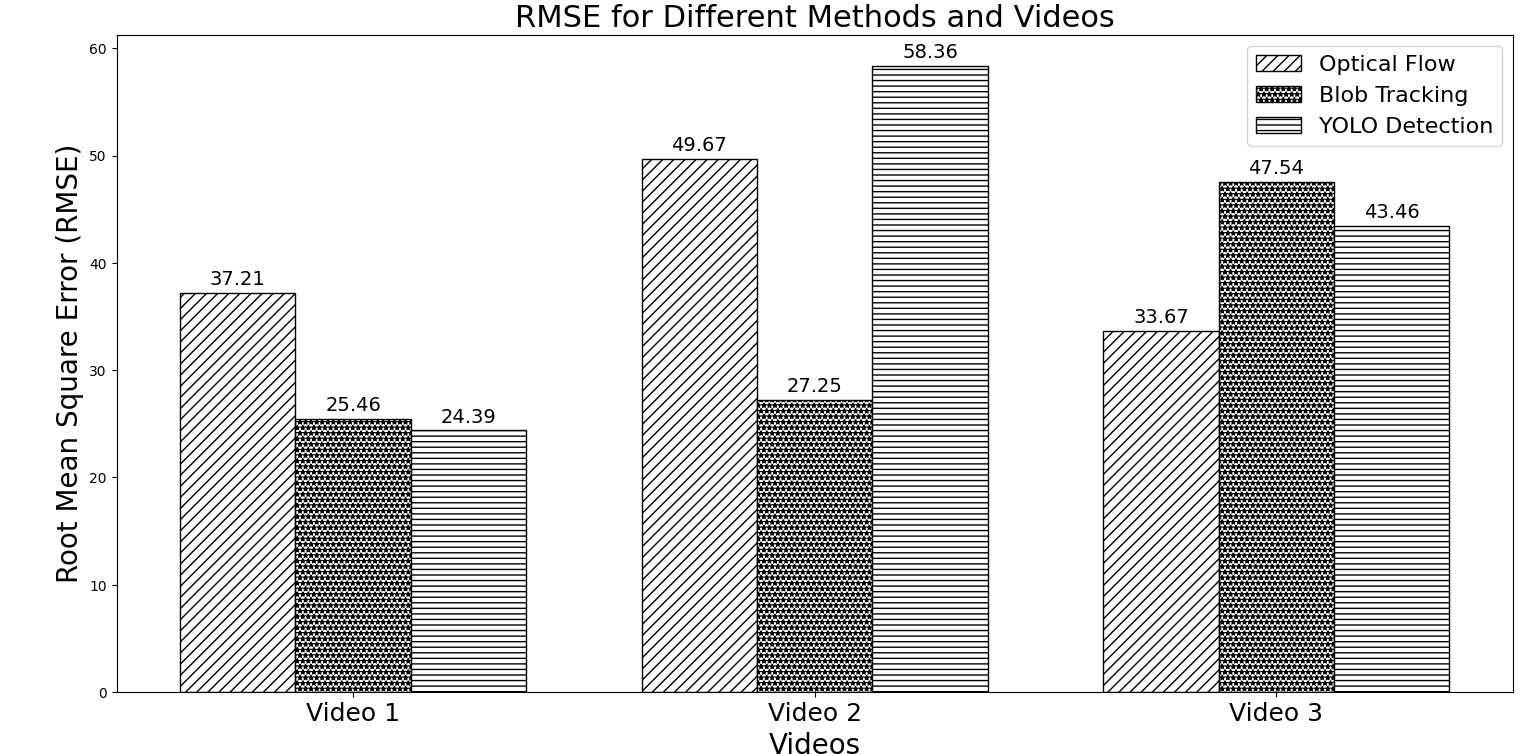 RMSE for Different Methods and Videos
Root Mean Square Error (RMSE)
60
50
40
30
20
10
0
37.21
25.46
24.39
49.67
27.25
58.36
33.67
47.54
43.46
Optical Flow
Blob Tracking
YOLO Detection
Video 1
Video 2
Video 3
Videos